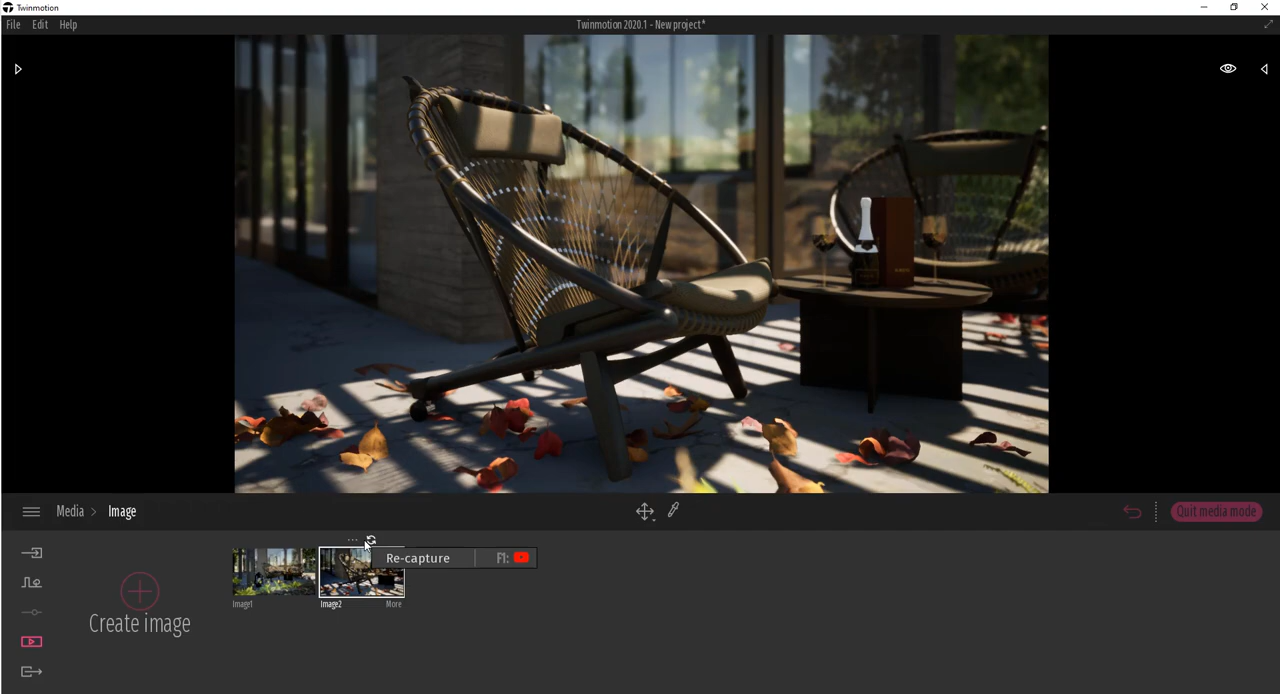 Twinmotion
File Edit Help
Twinmotion 2020.1 - New project*
Media > Image
Quit media mode
Re-capture F1:
Create image
Image1
Image2 More